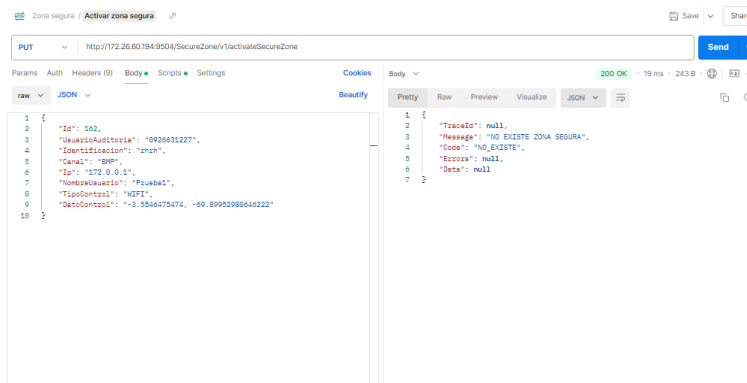 Zona segura / Activar zona segura
Save
Share
PUT
http://172.26.60.194:9504/SecureZone/v1/activateSecureZone
Send
Params Auth Headers (9) Body Scripts Settings
Cookies
raw JSON
Beautify
1 {
2 "Id": 162,
3 "UsuarioAuditoria": "0926631227",
4 "Identificacion": "rhrh",
5 "Canal": "BMP",
6 "Ip": "172.0.0.1",
7 "NombreUsuario": "Prueba1",
8 "TipoControl": "WIFI",
9 "DatoControl": "-3.5546475474, -69.89952980646222"
10 }
Body
200 OK · 19 ms · 243 B
Pretty Raw Preview Visualize JSON
1 {
2 "TraceId": null,
3 "Message": "NO EXISTE ZONA SEGURA",
4 "Code": "NO_EXISTE",
5 "Errors": null,
6 "Data": null
7 }